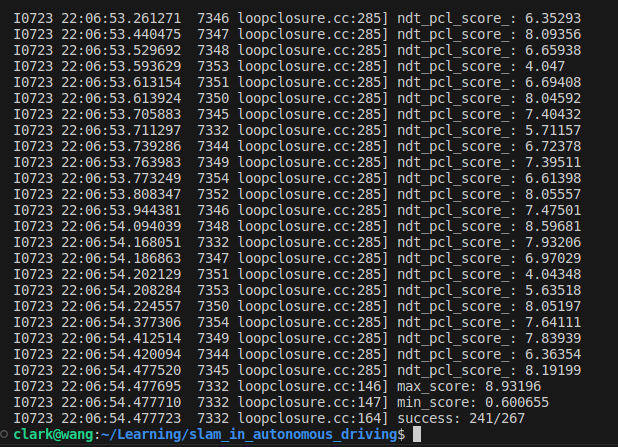 I0723 22:06:53.261271  7346 loopclosure.cc:285] ndt_pcl_score_: 6.35293
I0723 22:06:53.440475  7347 loopclosure.cc:285] ndt_pcl_score_: 8.09356
I0723 22:06:53.529692  7348 loopclosure.cc:285] ndt_pcl_score_: 6.65938
I0723 22:06:53.593629  7353 loopclosure.cc:285] ndt_pcl_score_: 4.047
I0723 22:06:53.613154  7351 loopclosure.cc:285] ndt_pcl_score_: 6.69408
I0723 22:06:53.613924  7350 loopclosure.cc:285] ndt_pcl_score_: 8.04592
I0723 22:06:53.705883  7345 loopclosure.cc:285] ndt_pcl_score_: 7.40432
I0723 22:06:53.711297  7332 loopclosure.cc:285] ndt_pcl_score_: 5.71157
I0723 22:06:53.739286  7344 loopclosure.cc:285] ndt_pcl_score_: 6.72378
I0723 22:06:53.763983  7349 loopclosure.cc:285] ndt_pcl_score_: 7.39511
I0723 22:06:53.773249  7354 loopclosure.cc:285] ndt_pcl_score_: 6.61398
I0723 22:06:53.808347  7352 loopclosure.cc:285] ndt_pcl_score_: 8.05557
I0723 22:06:53.944381  7346 loopclosure.cc:285] ndt_pcl_score_: 7.47501
I0723 22:06:54.094039  7348 loopclosure.cc:285] ndt_pcl_score_: 8.59681
I0723 22:06:54.168051  7332 loopclosure.cc:285] ndt_pcl_score_: 7.93206
I0723 22:06:54.186863  7347 loopclosure.cc:285] ndt_pcl_score_: 6.97029
I0723 22:06:54.202129  7351 loopclosure.cc:285] ndt_pcl_score_: 4.04348
I0723 22:06:54.208284  7353 loopclosure.cc:285] ndt_pcl_score_: 5.63518
I0723 22:06:54.224557  7350 loopclosure.cc:285] ndt_pcl_score_: 8.05197
I0723 22:06:54.377306  7354 loopclosure.cc:285] ndt_pcl_score_: 7.64111
I0723 22:06:54.412514  7349 loopclosure.cc:285] ndt_pcl_score_: 7.83939
I0723 22:06:54.420094  7344 loopclosure.cc:285] ndt_pcl_score_: 6.36354
I0723 22:06:54.477520  7345 loopclosure.cc:285] ndt_pcl_score_: 8.19199
I0723 22:06:54.477695  7332 loopclosure.cc:146] max_score: 8.93196
I0723 22:06:54.477710  7332 loopclosure.cc:147] min_score: 0.600655
I0723 22:06:54.477723  7332 loopclosure.cc:164] success: 241/267
clark@wang:~/Learning/slam_in_autonomous_driving$